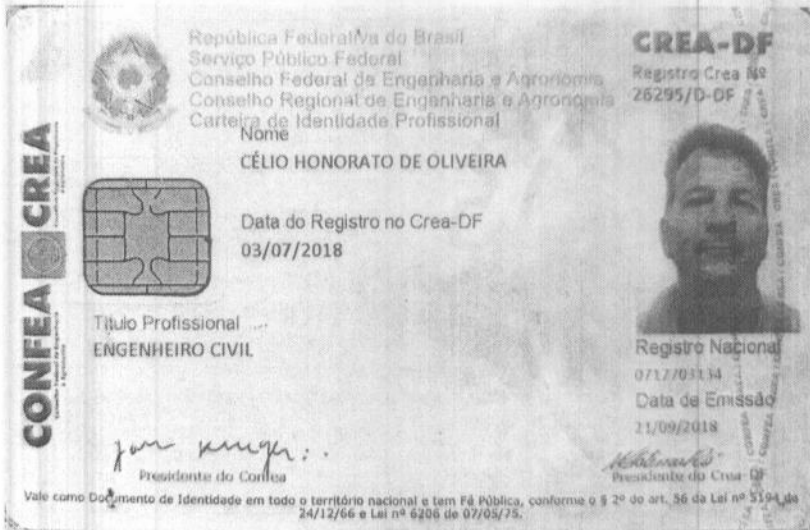 República Federativa do Brasil
Serviço Público Federal
Conselho Federal de Engenharia e Agronomia
Conselho Regional de Engenharia e Agronomia
Carteira de Identidade Profissional
CREA-DF
Registro Crea Nº
26295/D-DF
Nome
CÉLIO HONORATO DE OLIVEIRA
Data do Registro no Crea-DF
03/07/2018
Título Profissional
ENGENHEIRO CIVIL
CONFEA CREA
Registro Nacional
Data de Emissão
21/09/2018
Presidente do Confea
Presidente do Crea-DF
Vale como Documento de Identidade em todo o território nacional e tem Fé Pública, conforme o § 2º do art. 56 da Lei nº 5194 de
24/12/66 e Lei nº 6206 de 07/05/75.